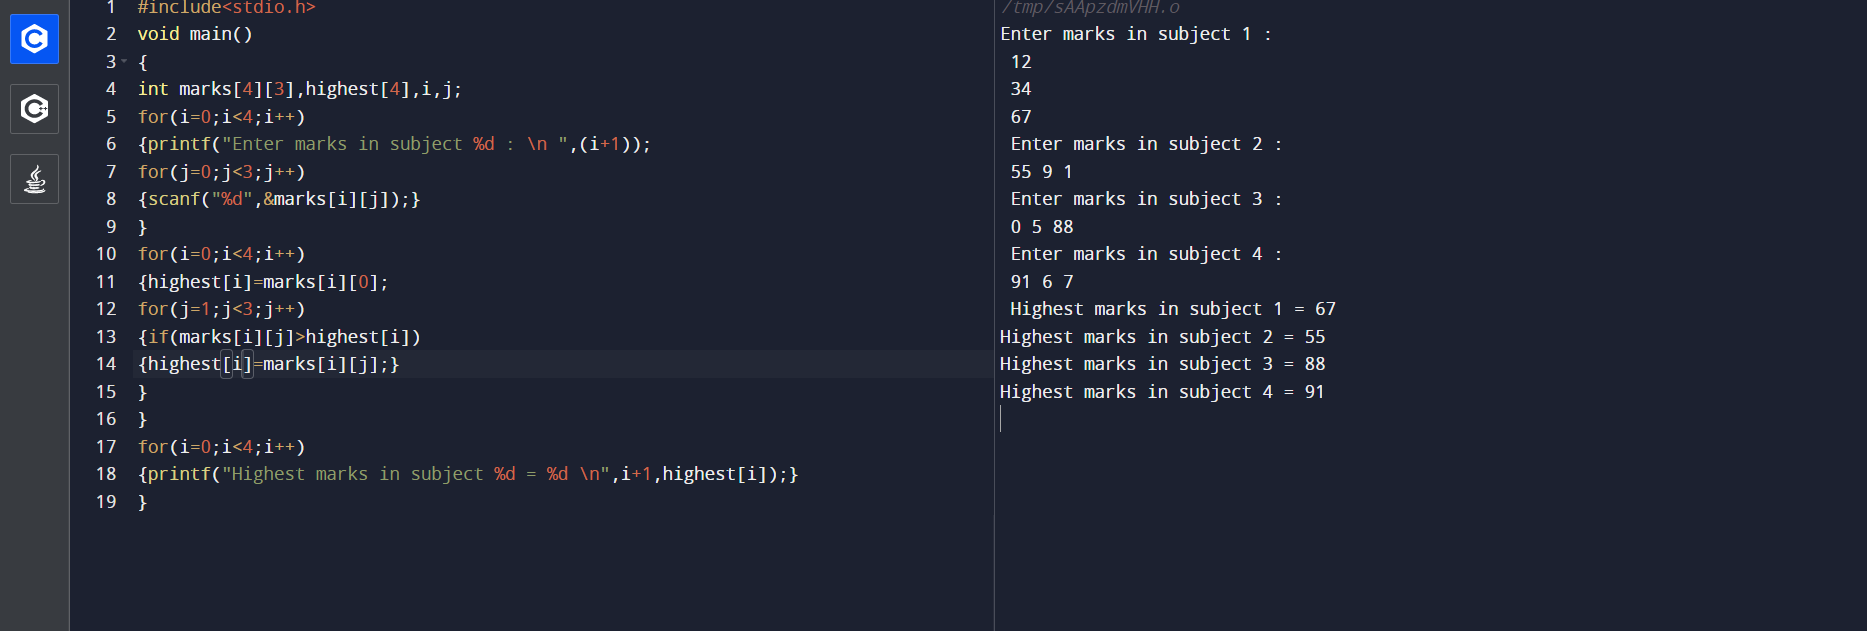 1 #include<stdio.h>
2 void main()
3 {
4 int marks[4][3],highest[4],i,j;
5 for(i=0;i<4;i++)
6 {printf("Enter marks in subject %d : \n ",(i+1));
7 for(j=0;j<3;j++)
8 {scanf("%d",&marks[i][j]);}
9 }
10 for(i=0;i<4;i++)
11 {highest[i]=marks[i][0];
12 for(j=1;j<3;j++)
13 {if(marks[i][j]>highest[i])
14 {highest[i]=marks[i][j];}
15 }
16 }
17 for(i=0;i<4;i++)
18 {printf("Highest marks in subject %d = %d \n",i+1,highest[i]);}
19 }
/tmp/sAApzdmVHH.o
Enter marks in subject 1 :
12
34
67
Enter marks in subject 2 :
55 9 1
Enter marks in subject 3 :
0 5 88
Enter marks in subject 4 :
91 6 7
Highest marks in subject 1 = 67
Highest marks in subject 2 = 55
Highest marks in subject 3 = 88
Highest marks in subject 4 = 91